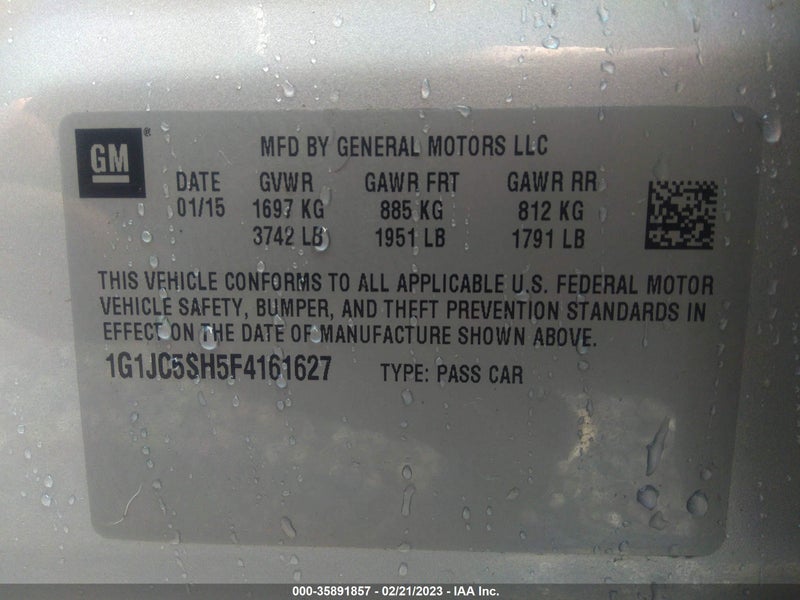 GM®
MFD BY GENERAL MOTORS LLC
DATE GVWR GAWR FRT GAWR RR
01/15 1697 KG 885 KG 812 KG
3742 LB 1951 LB 1791 LB
THIS VEHICLE CONFORMS TO ALL APPLICABLE U.S. FEDERAL MOTOR
VEHICLE SAFETY, BUMPER, AND THEFT PREVENTION STANDARDS IN
EFFECT ON THE DATE OF MANUFACTURE SHOWN ABOVE.
1G1JC5SH5F4161627 TYPE: PASS CAR
000-35891857 - 02/21/2023 - IAA Inc.